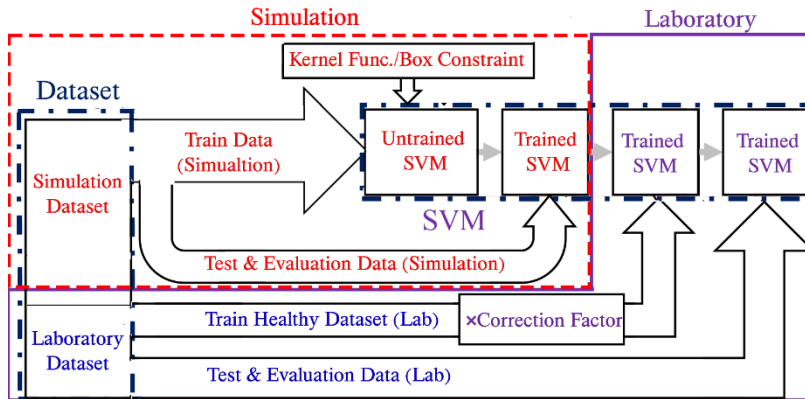 Simulation
Laboratory
Kernel Func./Box Constraint
Dataset
Train Data
(Simualtion)
Untrained
SVM
Trained
SVM
Trained
SVM
Trained
SVM
Simulation
Dataset
SVM
Test & Evaluation Data (Simulation)
Train Healthy Dataset (Lab)
×Correction Factor
Laboratory
Dataset
Test & Evaluation Data (Lab)